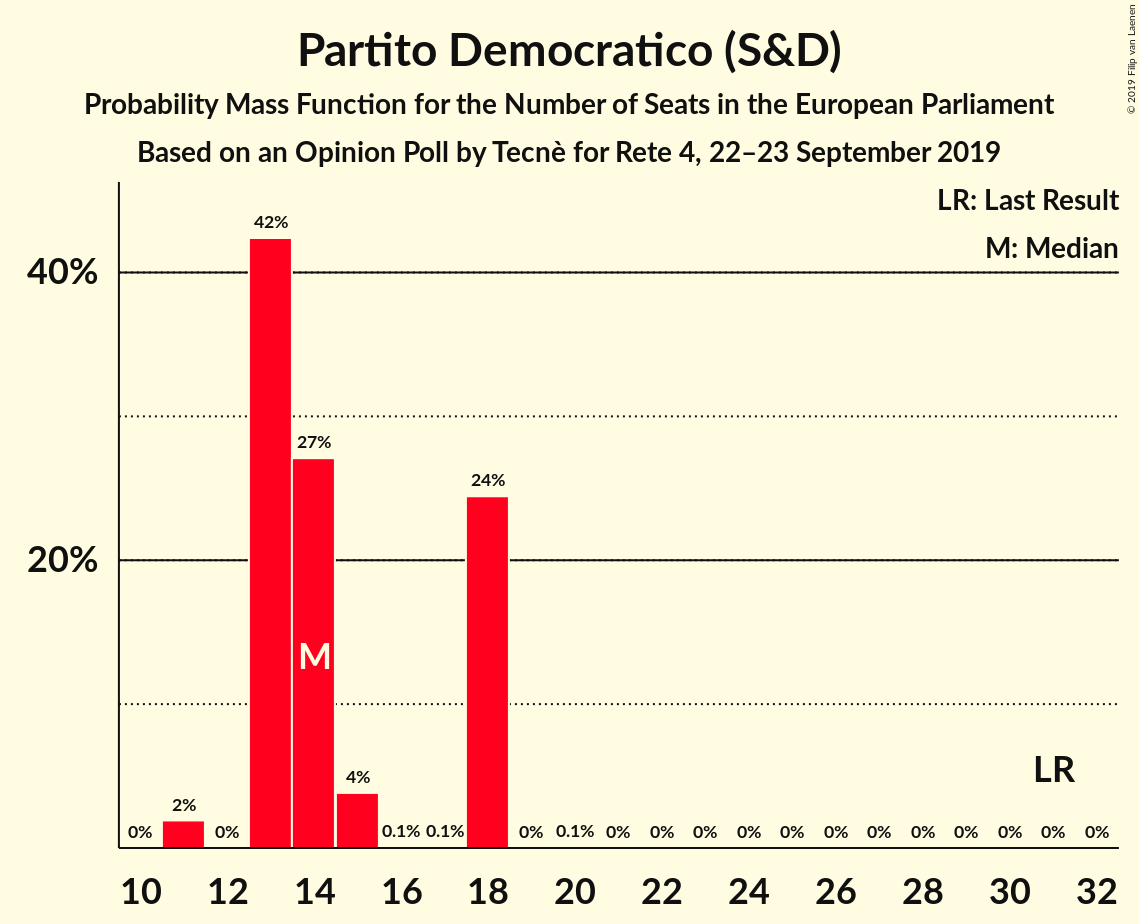 Partito Democratico (S&D)
Probability Mass Function for the Number of Seats in the European Parliament
Based on an Opinion Poll by Tecnè for Rete 4, 22–23 September 2019
© 2019 Filip van Laenen
LR: Last Result
M: Median
40%
20%
0%
2%
0%
42%
27%
4%
0.1%
0.1%
24%
0%
0.1%
0%
0%
0%
0%
0%
0%
0%
0%
0%
0%
0%
0%
M
LR
10 12 14 16 18 20 22 24 26 28 30 32